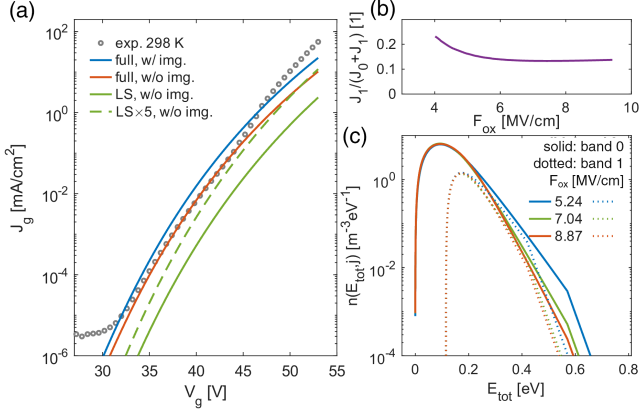 (a)
J_g [mA/cm^2]
10^2
10^0
10^-2
10^-4
10^-6
exp. 298 K
full, w/ img.
full, w/o img.
LS, w/o img.
LS×5, w/o img.
30 35 40 45 50 55
V_g [V]
(b)
J_1/(J_0+J_1) [1]
0.2
0.1
0
4 6 8
F_ox [MV/cm]
(c)
n(E_tot,j) [m^-3eV^-1]
10^0
10^-2
10^-4
solid: band 0
dotted: band 1
F_ox [MV/cm]
5.24
7.04
8.87
0 0.2 0.4 0.6 0.8
E_tot [eV]